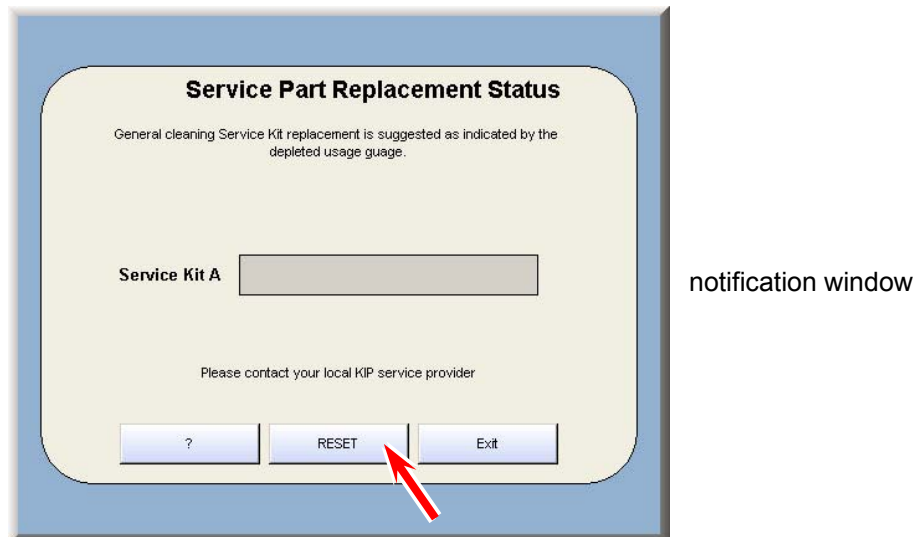 Service Part Replacement Status
General cleaning Service Kit replacement is suggested as indicated by the
depleted usage guage.
Service Kit A
notification window
Please contact your local KIP service provider
?
RESET
Exit